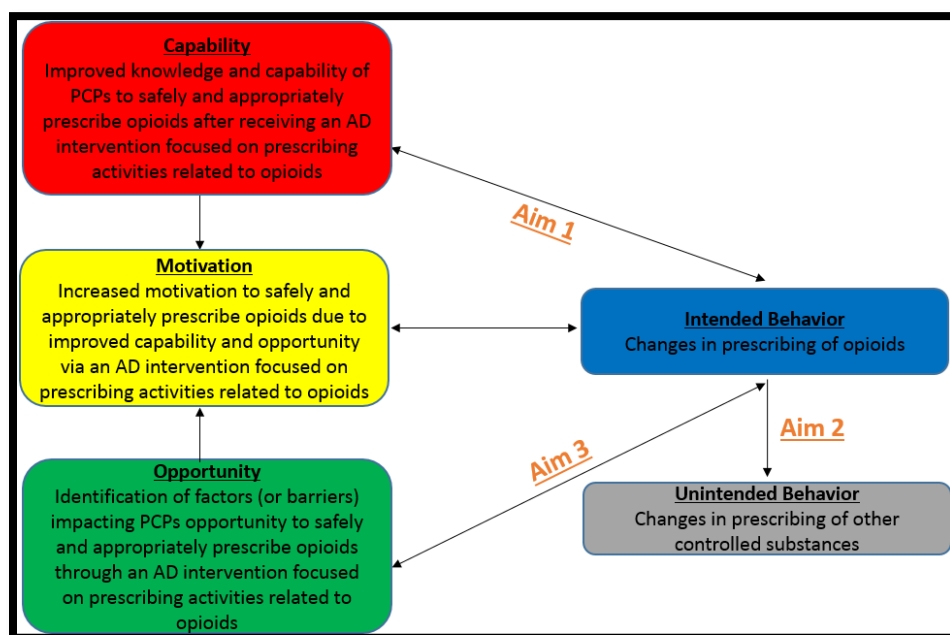 Capability
Improved knowledge and capability of
PCPs to safely and appropriately
prescribe opioids after receiving an AD
intervention focused on prescribing
activities related to opioids
Aim 1
Motivation
Increased motivation to safely and
appropriately prescribe opioids due to
improved capability and opportunity
via an AD intervention focused on
prescribing activities related to opioids
Intended Behavior
Changes in prescribing of opioids
Aim 3
Aim 2
Opportunity
Identification of factors (or barriers)
impacting PCPs opportunity to safely
and appropriately prescribe opioids
through an AD intervention focused
on prescribing activities related to
opioids
Unintended Behavior
Changes in prescribing of other
controlled substances